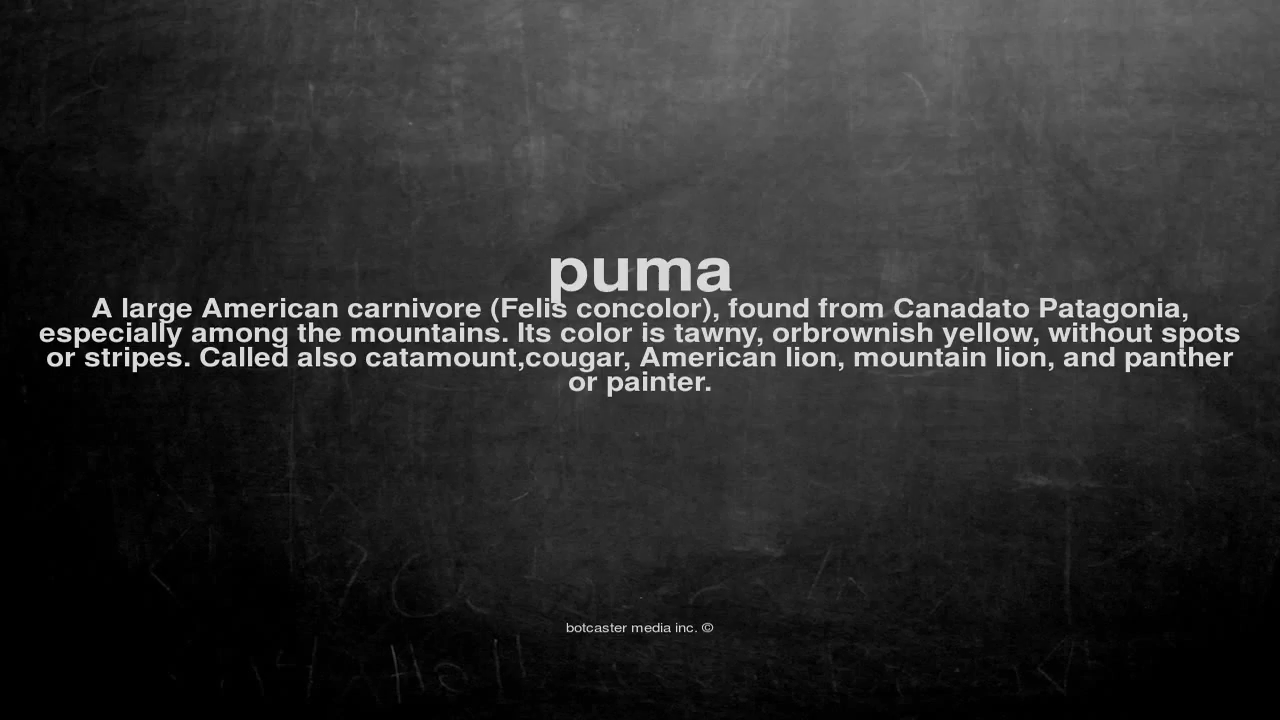 puma
A large American carnivore (Felis concolor), found from Canadato Patagonia,
especially among the mountains. Its color is tawny, orbrownish yellow, without spots
or stripes. Called also catamount,cougar, American lion, mountain lion, and panther
or painter.
botcaster media inc. ©